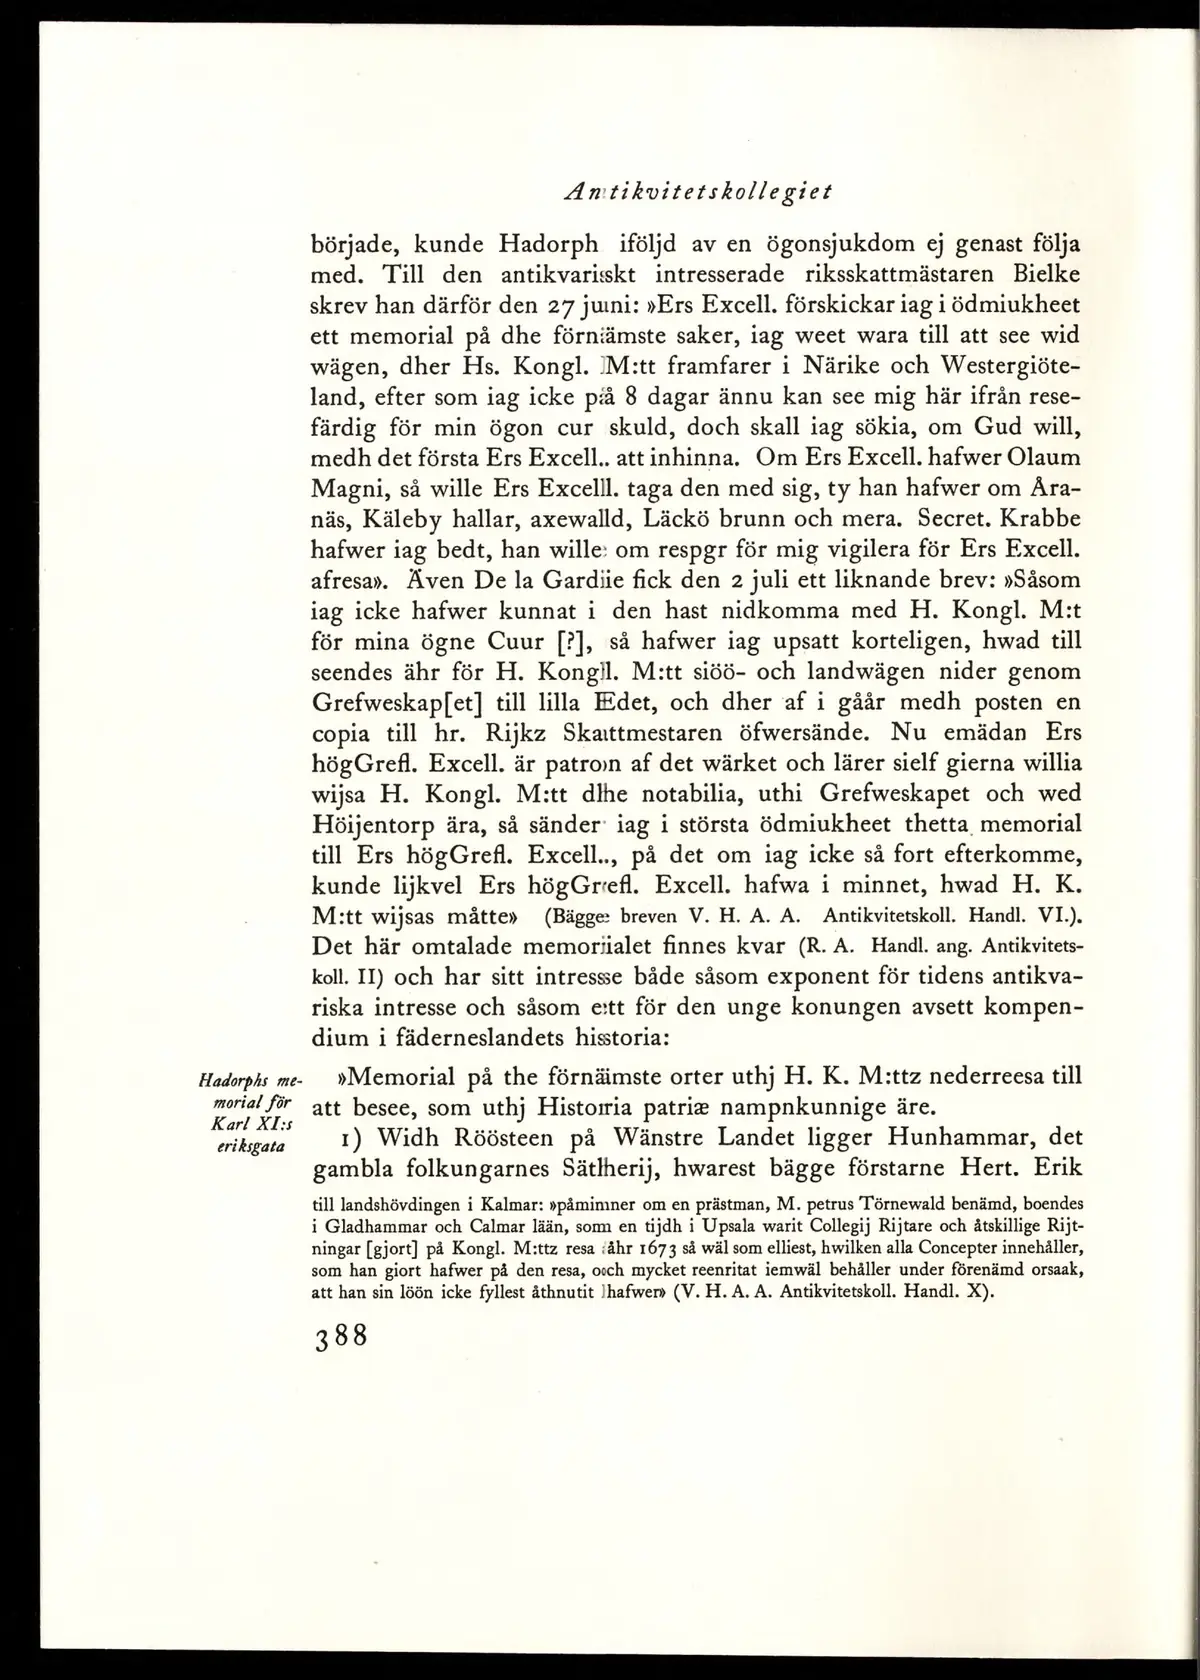 Antikvitetskollegiet
började, kunde Hadorph iföljd av en ögonsjukdom ej genast följa
med. Till den antikvariskt intresserade riksskattmästaren Bielke
skrev han därför den 27 juni: »Ers Excell. förskickar iag i ödmiukheet
ett memorial på dhe förnämste saker, iag weet wara till att see wid
wägen, dher Hs. Kongl. M:tt framfarer i Närike och Westergiöte-
land, efter som iag icke på 8 dagar ännu kan see mig här ifrån rese-
färdig för min ögon cur skuld, doch skall iag sökia, om Gud will,
medh det första Ers Excell.. att inhinna. Om Ers Excell. hafwer Olaum
Magni, så wille Ers Excell. taga den med sig, ty han hafwer om Åra-
näs, Käleby hallar, axewalld, Läckö brunn och mera. Secret. Krabbe
hafwer iag bedt, han wille om respgr för mig vigilera för Ers Excell.
afresa». Även De la Gardie fick den 2 juli ett liknande brev: »Såsom
iag icke hafwer kunnat i den hast nidkomma med H. Kongl. M:t
för mina ögne Cuur [?], så hafwer iag upsatt korteligen, hwad till
seendes ähr för H. Kongl. M:tt siöö- och landwägen nider genom
Grefweskap[et] till lilla Edet, och dher af i gåår medh posten en
copia till hr. Rijkz Skattmestaren öfwersände. Nu emädan Ers
högGrefl. Excell. är patron af det wärket och lärer sielf gierna willia
wijsa H. Kongl. M:tt dhe notabilia, uthi Grefweskapet och wed
Höijentorp ära, så sänder iag i största ödmiukheet thetta memorial
till Ers högGrefl. Excell.., på det om iag icke så fort efterkomme,
kunde lijkvel Ers högGrefl. Excell. hafwa i minnet, hwad H. K.
M:tt wijsas måtte» (Bägge breven V. H. A. A. Antikvitetskoll. Handl. VI.).
Det här omtalade memorialet finnes kvar (R. A. Handl. ang. Antikvitets-
koll. II) och har sitt intresse både såsom exponent för tidens antikva-
riska intresse och såsom ett för den unge konungen avsett kompen-
dium i fäderneslandets historia:
Hadorphs me-
morial för
Karl XI:s
eriksgata
»Memorial på the förnämste orter uthj H. K. M:ttz nederreesa till
att besee, som uthj Historia patriæ nampnkunnige äre.
1) Widh Röösteen på Wänstre Landet ligger Hunhammar, det
gambla folkungarnes Sätherij, hwarest bägge förstarne Hert. Erik
till landshövdingen i Kalmar: »påminner om en prästman, M. petrus Törnewald benämd, boendes
i Gladhammar och Calmar lään, som en tijdh i Upsala warit Collegij Rijtare och åtskillige Rijt-
ningar [gjort] på Kongl. M:ttz resa åhr 1673 så wäl som elliest, hwilken alla Concepter innehåller,
som han giort hafwer på den resa, och mycket reenritat iemwäl behåller under förenämd orsaak,
att han sin löön icke fyllest åthnutit hafwer» (V. H. A. A. Antikvitetskoll. Handl. X).
388